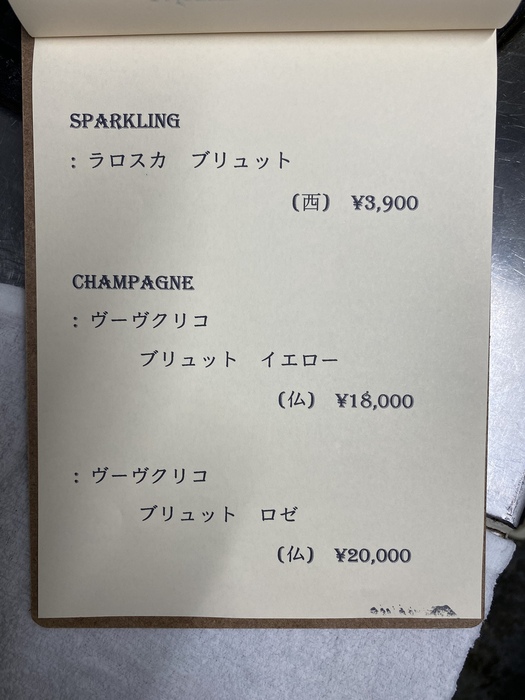 SPARKLING
：ラロスカ　ブリュット
(西)　¥3,900
CHAMPAGNE
：ヴーヴクリコ
ブリュット　イエロー
(仏)　¥18,000
：ヴーヴクリコ
ブリュット　ロゼ
(仏)　¥20,000